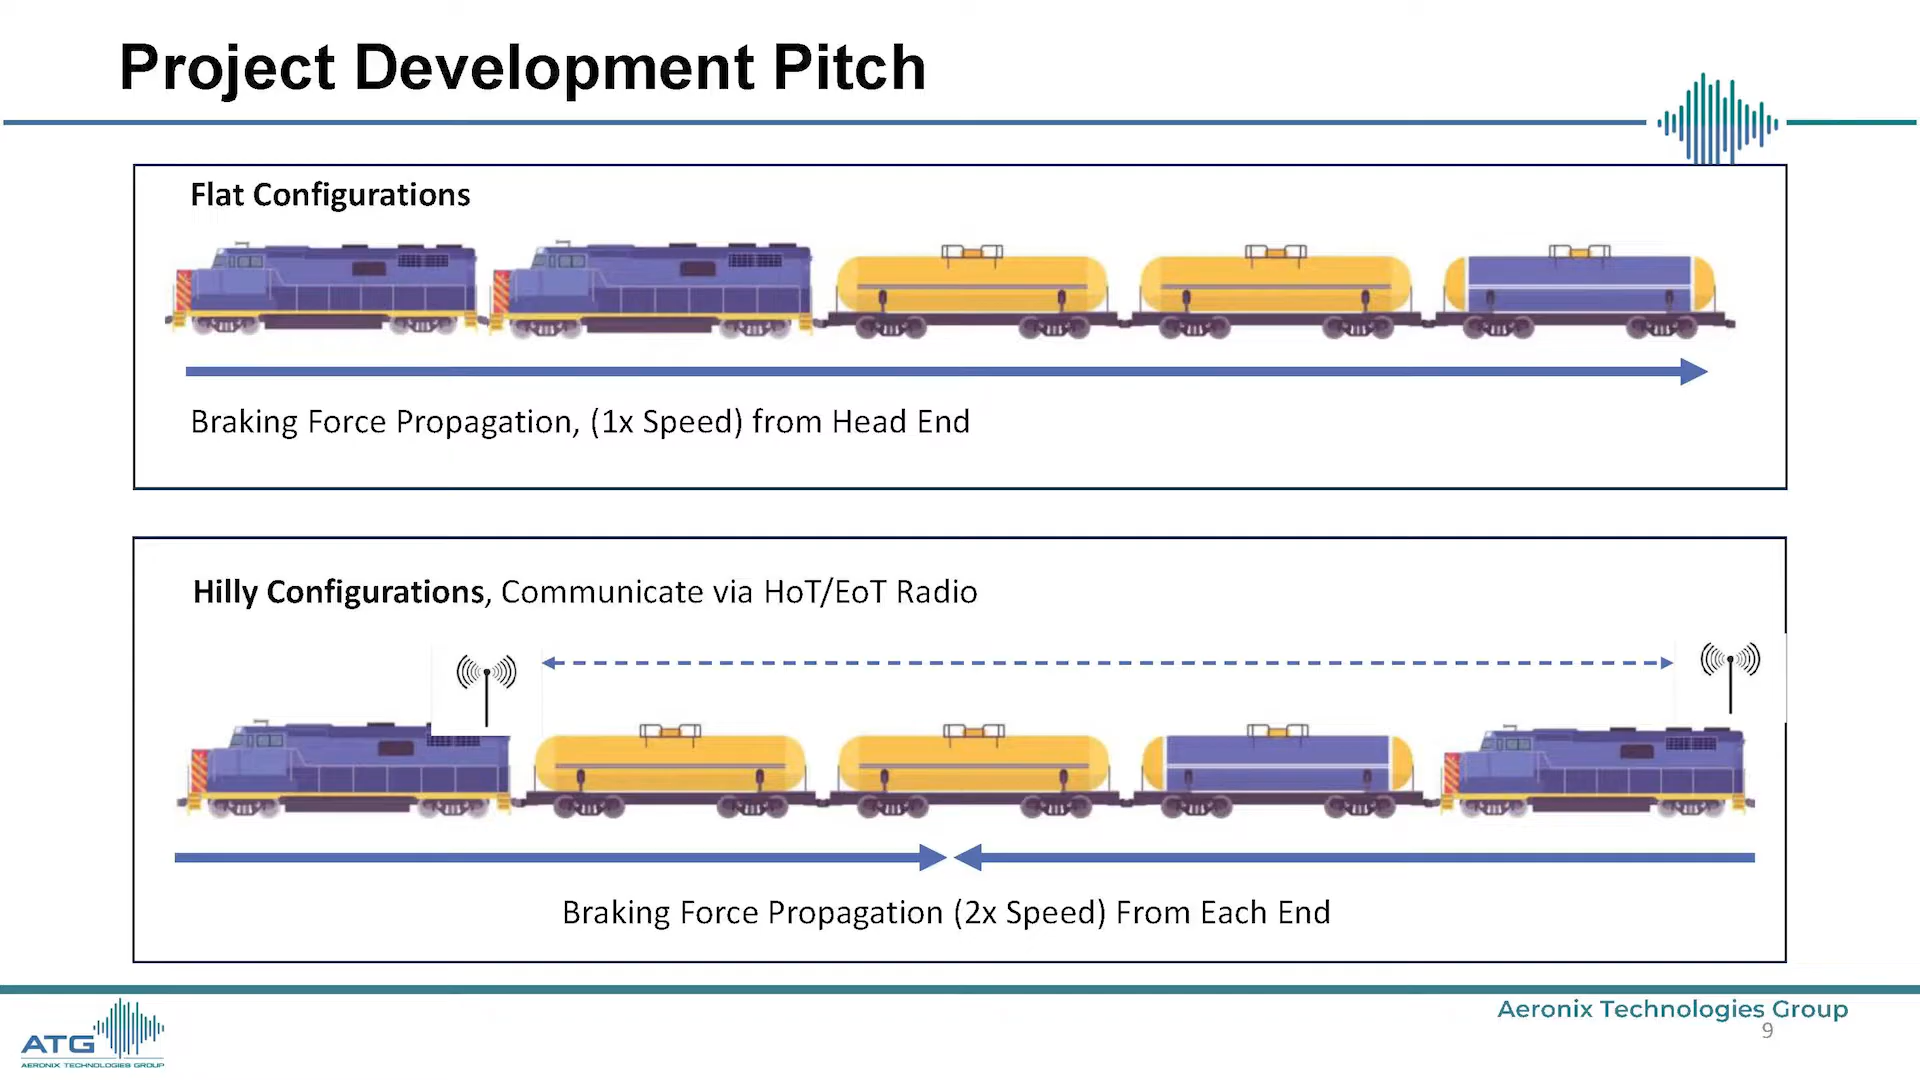 Project Development Pitch
Flat Configurations
Braking Force Propagation, (1x Speed) from Head End
Hilly Configurations, Communicate via HoT/EoT Radio
Braking Force Propagation (2x Speed) From Each End
Aeronix Technologies Group
9
ATG
AERONIX TECHNOLOGIES GROUP